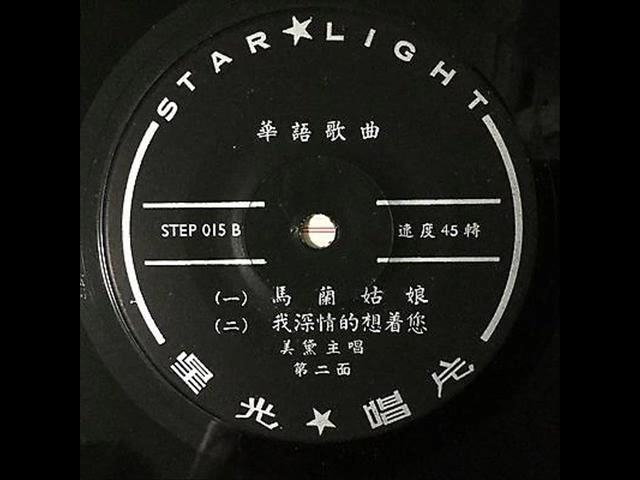 STAR★LIGHT
華語歌曲
STEP 015 B
速度45轉
(一) 馬蘭姑娘
(二) 我深情的想着您
美黛主唱
第二面
星光★唱片